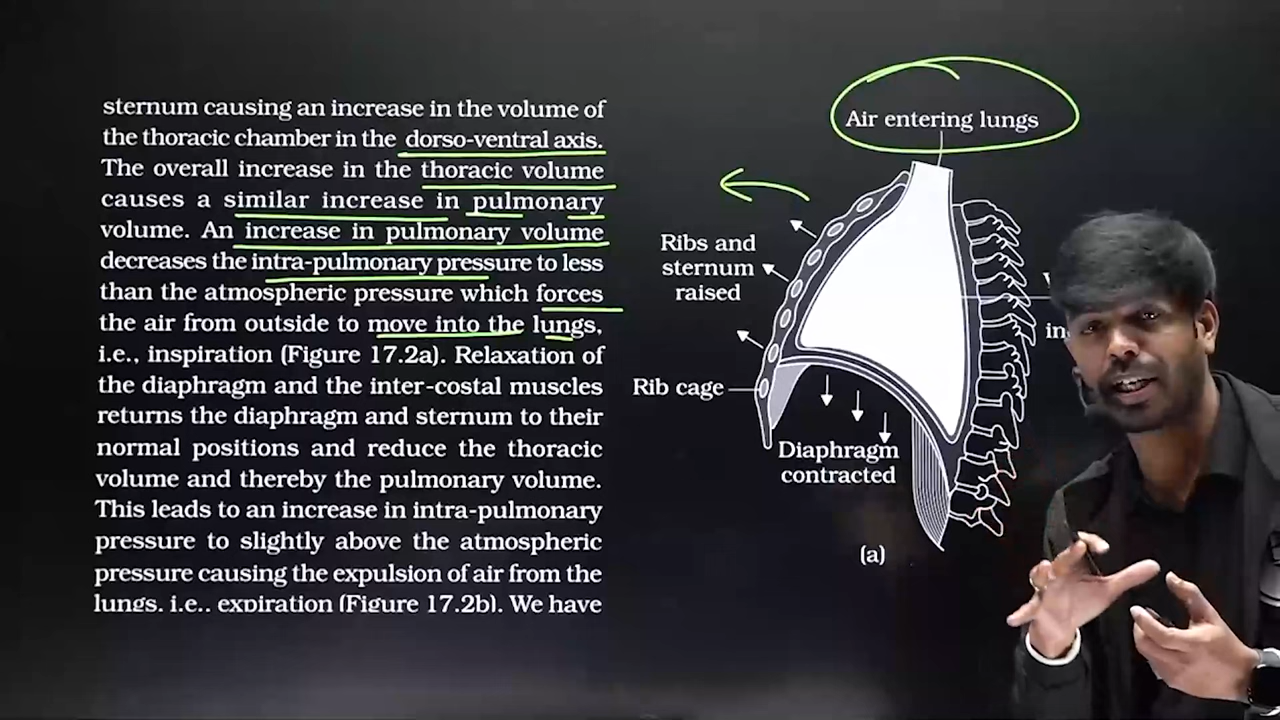 sternum causing an increase in the volume of
the thoracic chamber in the dorso-ventral axis.
The overall increase in the thoracic volume
causes a similar increase in pulmonary
volume. An increase in pulmonary volume
decreases the intra-pulmonary pressure to less
than the atmospheric pressure which forces
the air from outside to move into the lungs,
i.e., inspiration (Figure 17.2a). Relaxation of
the diaphragm and the inter-costal muscles
returns the diaphragm and sternum to their
normal positions and reduce the thoracic
volume and thereby the pulmonary volume.
This leads to an increase in intra-pulmonary
pressure to slightly above the atmospheric
pressure causing the expulsion of air from the
lungs, i.e., expiration (Figure 17.2b). We have
Air entering lungs
Ribs and
sternum
raised
Rib cage
Diaphragm
contracted
(a)